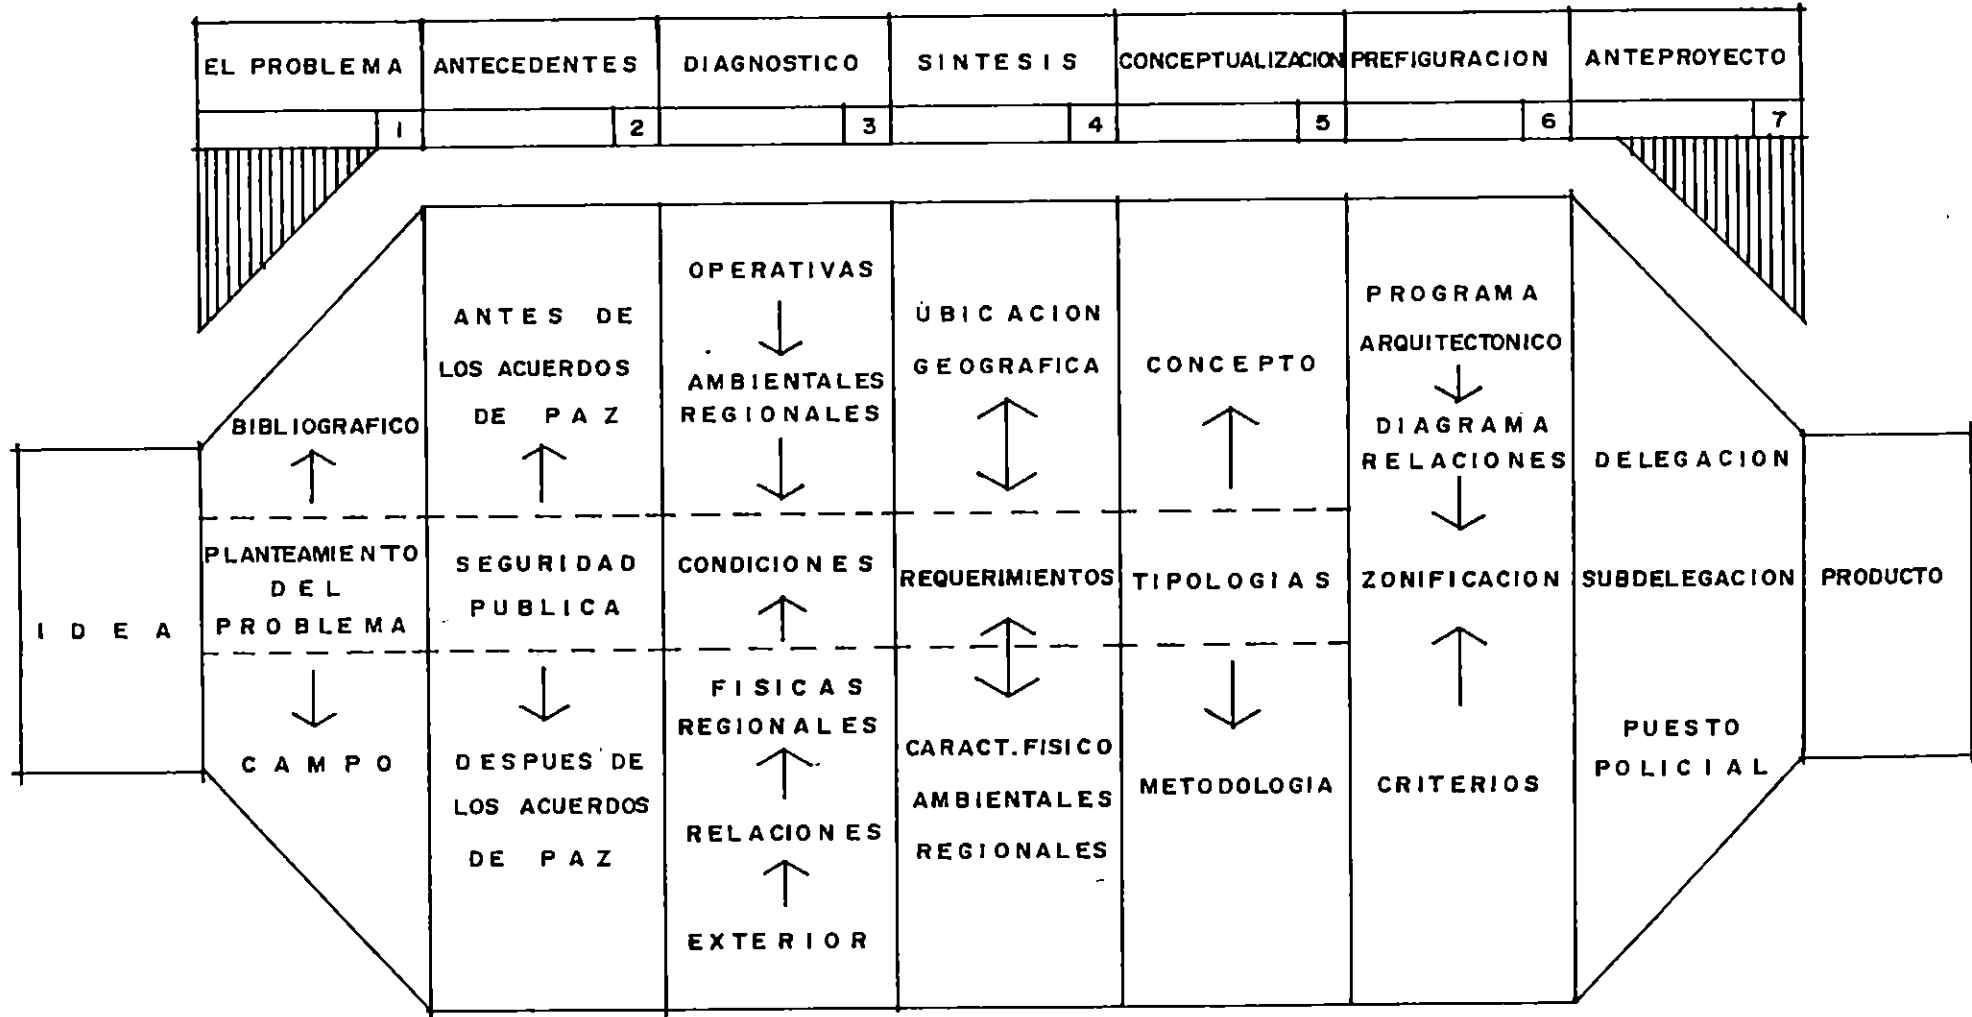 EL PROBLEMA
ANTECEDENTES
DIAGNOSTICO
SINTESIS
CONCEPTUALIZACION
PREFIGURACION
ANTEPROYECTO
1
2
3
4
5
6
7
IDEA
BIBLIOGRAFICO
PLANTEAMIENTO
DEL
PROBLEMA
CAMPO
ANTES DE
LOS ACUERDOS
DE PAZ
SEGURIDAD
PUBLICA
DESPUES DE
LOS ACUERDOS
DE PAZ
OPERATIVAS
AMBIENTALES
REGIONALES
CONDICIONES
FISICAS
REGIONALES
RELACIONES
EXTERIOR
UBICACION
GEOGRAFICA
REQUERIMIENTOS
CARACT. FISICO
AMBIENTALES
REGIONALES
CONCEPTO
TIPOLOGIAS
METODOLOGIA
PROGRAMA
ARQUITECTONICO
DIAGRAMA
RELACIONES
ZONIFICACION
CRITERIOS
DELEGACION
SUBDELEGACION
PUESTO
POLICIAL
PRODUCTO